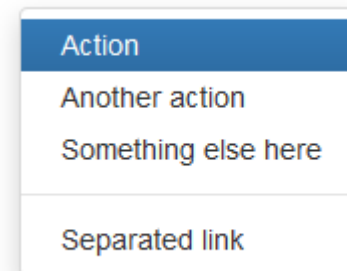 Action
Another action
Something else here
Separated link